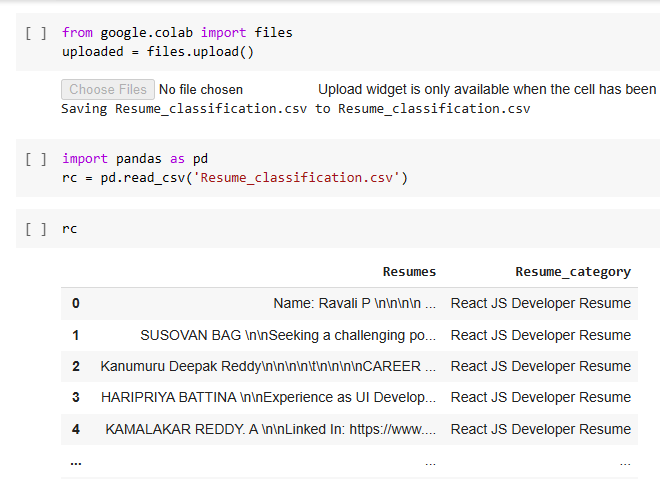 [ ] from google.colab import files
uploaded = files.upload()
Choose Files No file chosen Upload widget is only available when the cell has been
Saving Resume_classification.csv to Resume_classification.csv
[ ] import pandas as pd
rc = pd.read_csv('Resume_classification.csv')
[ ] rc
Resumes Resume_category
0 Name: Ravali P \n\n\n\n ... React JS Developer Resume
1 SUSOVAN BAG \n\nSeeking a challenging po... React JS Developer Resume
2 Kanumuru Deepak Reddy\n\n\n\n\t\n\n\n\nCAREER ... React JS Developer Resume
3 HARIPRIYA BATTINA \n\nExperience as UI Develop... React JS Developer Resume
4 KAMALAKAR REDDY. A \n\nLinked In: https://www.... React JS Developer Resume
... ... ...